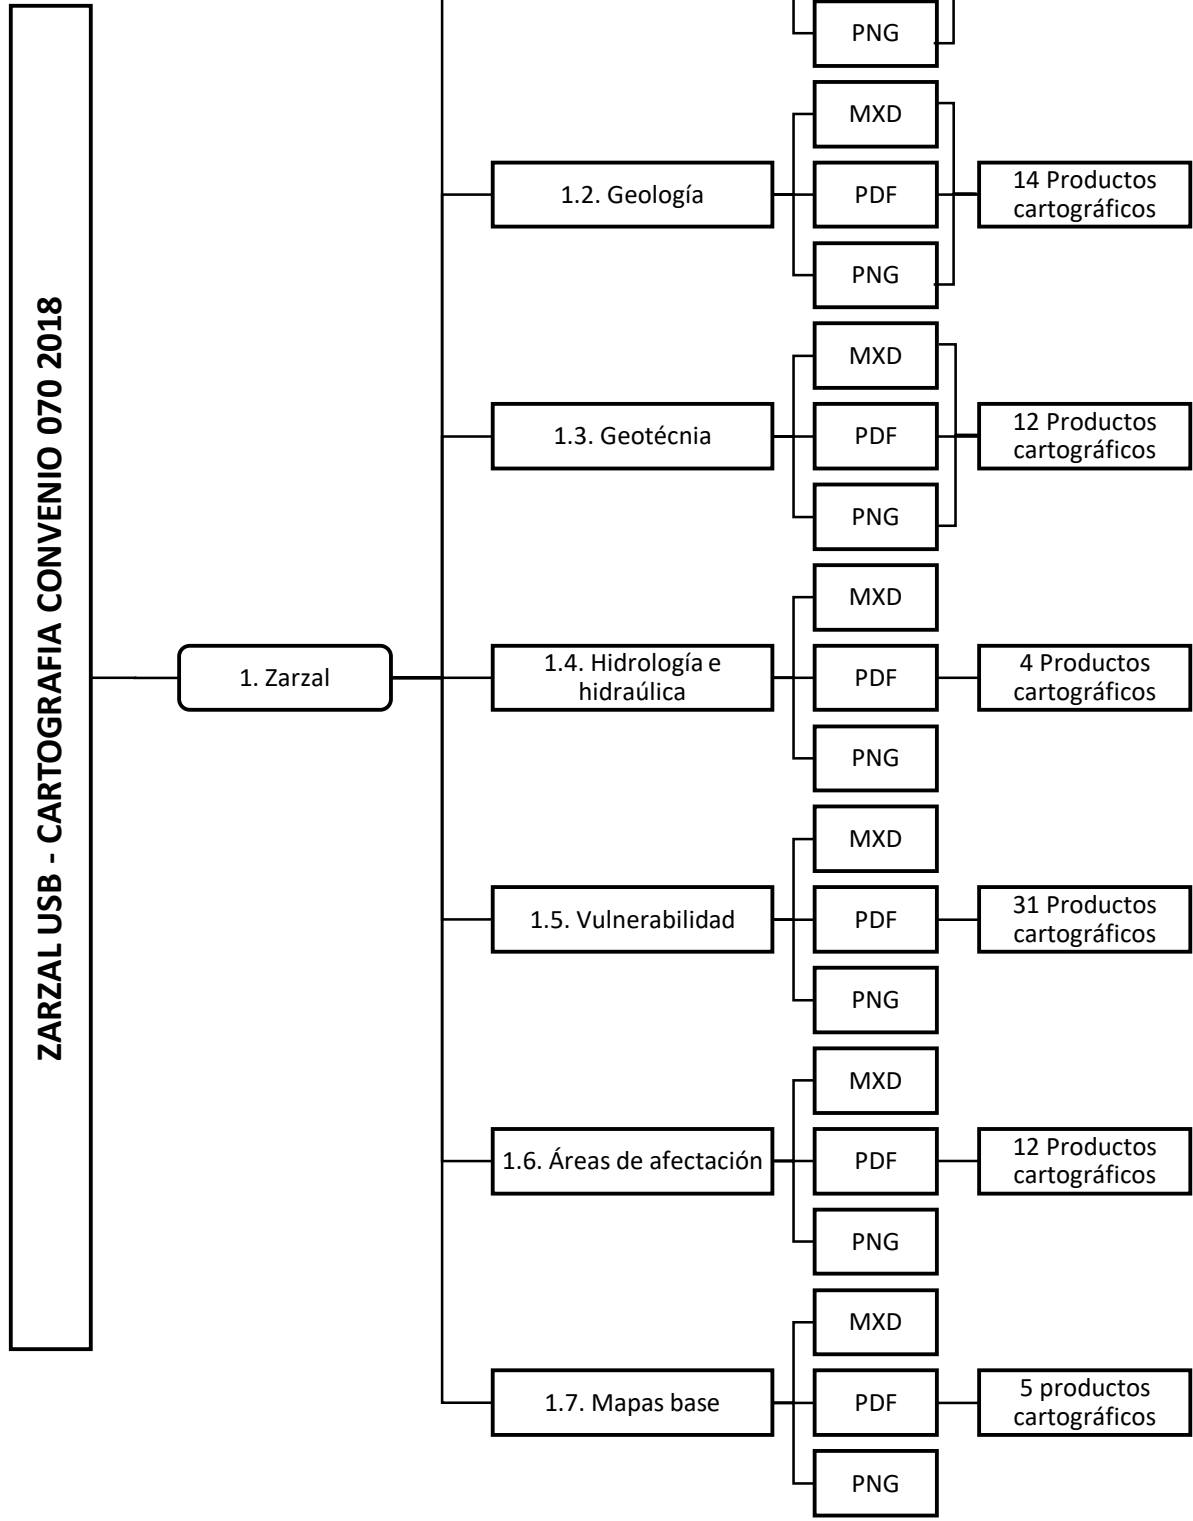 ZARZAL USB - CARTOGRAFIA CONVENIO 070 2018
1. Zarzal
PNG
1.2. Geología
MXD
PDF
PNG
14 Productos
cartográficos
1.3. Geotécnia
MXD
PDF
PNG
12 Productos
cartográficos
1.4. Hidrología e
hidraúlica
MXD
PDF
PNG
4 Productos
cartográficos
1.5. Vulnerabilidad
MXD
PDF
PNG
31 Productos
cartográficos
1.6. Áreas de afectación
MXD
PDF
PNG
12 Productos
cartográficos
1.7. Mapas base
MXD
PDF
PNG
5 productos
cartográficos